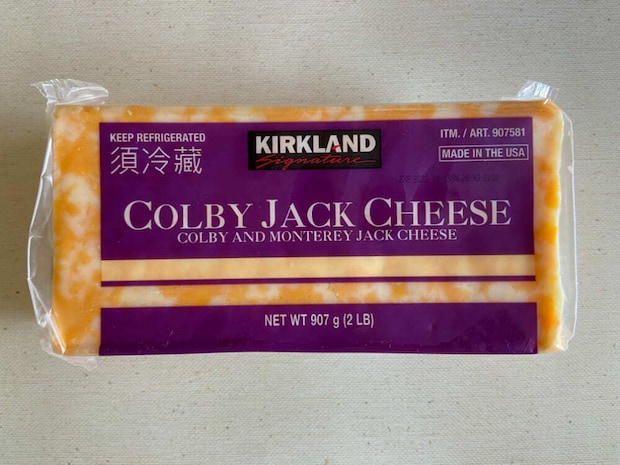 KEEP REFRIGERATED
須冷藏
KIRKLAND
Signature
ITM. / ART. 907581
MADE IN THE USA
COLBY JACK CHEESE
COLBY AND MONTEREY JACK CHEESE
NET WT 907 g (2 LB)